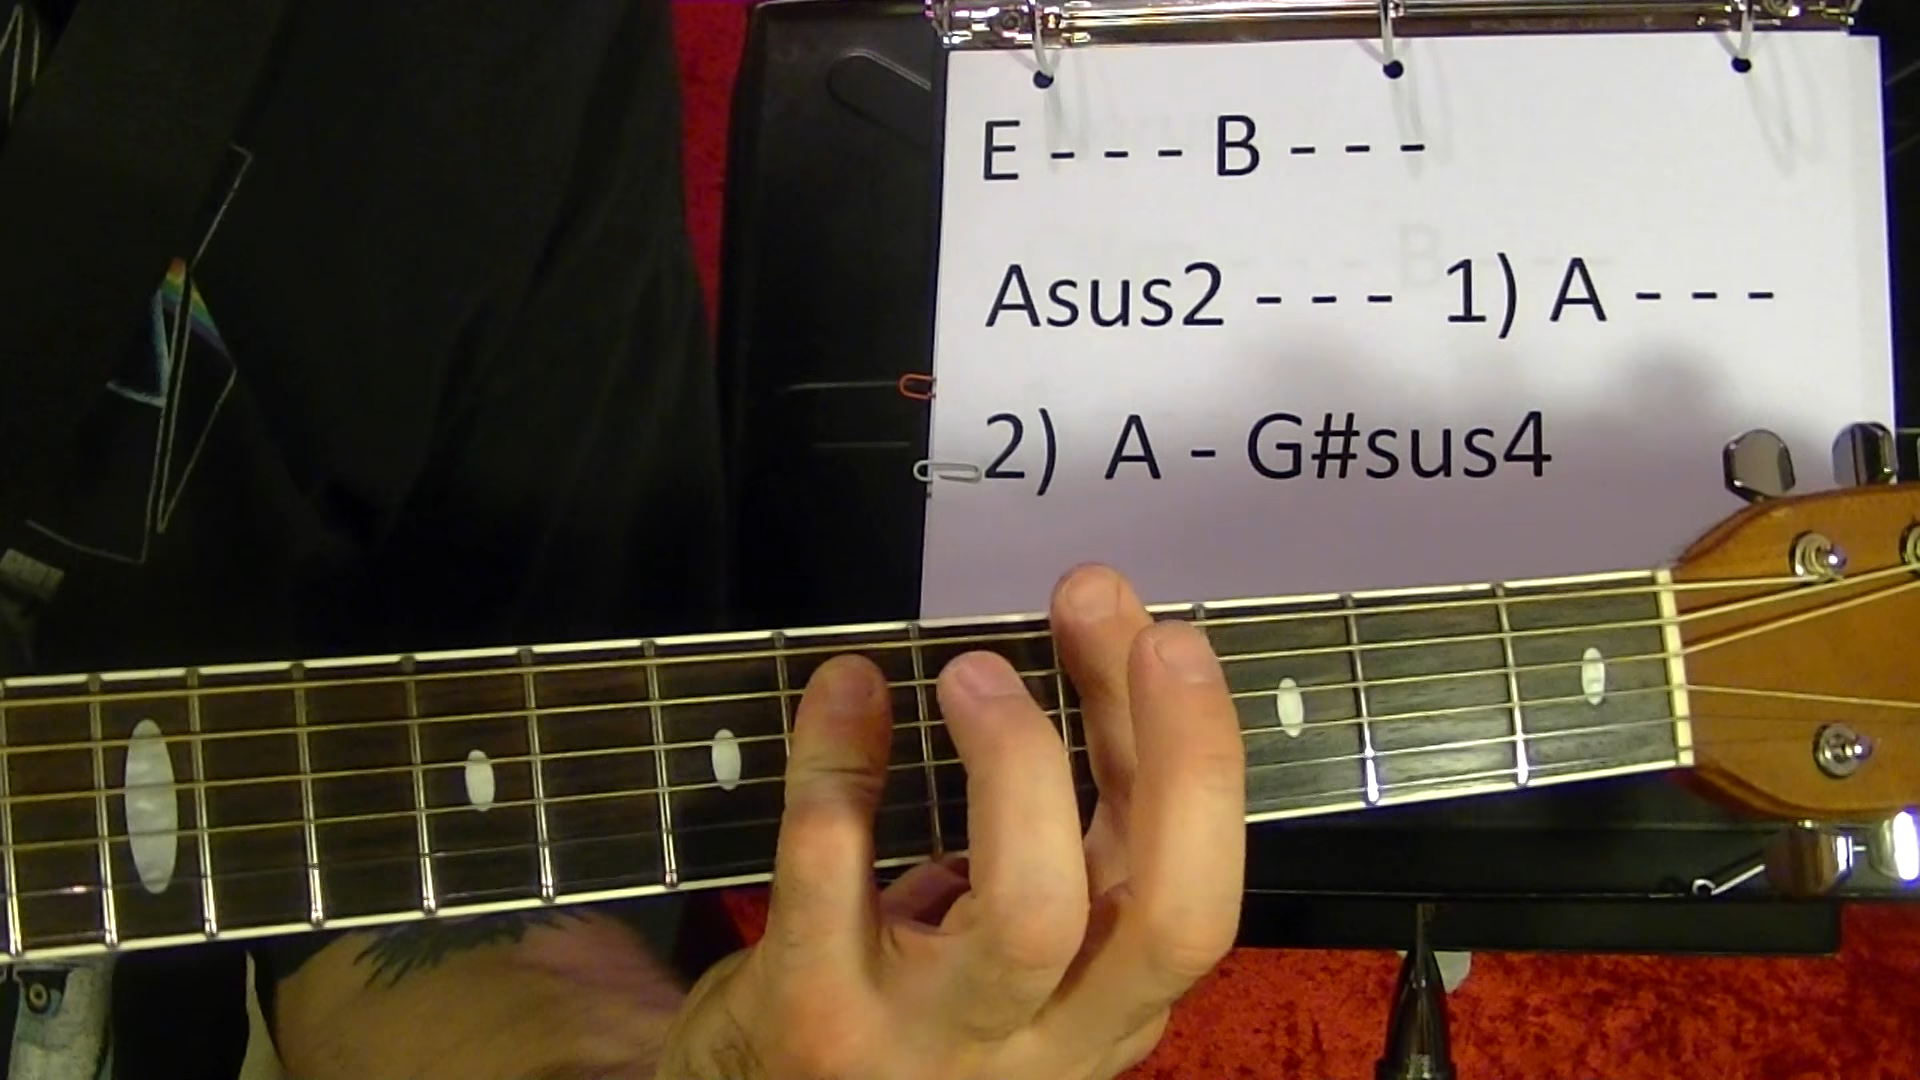 E - - - B - - -
Asus2 - - - 1) A - - -
2) A - G#sus4